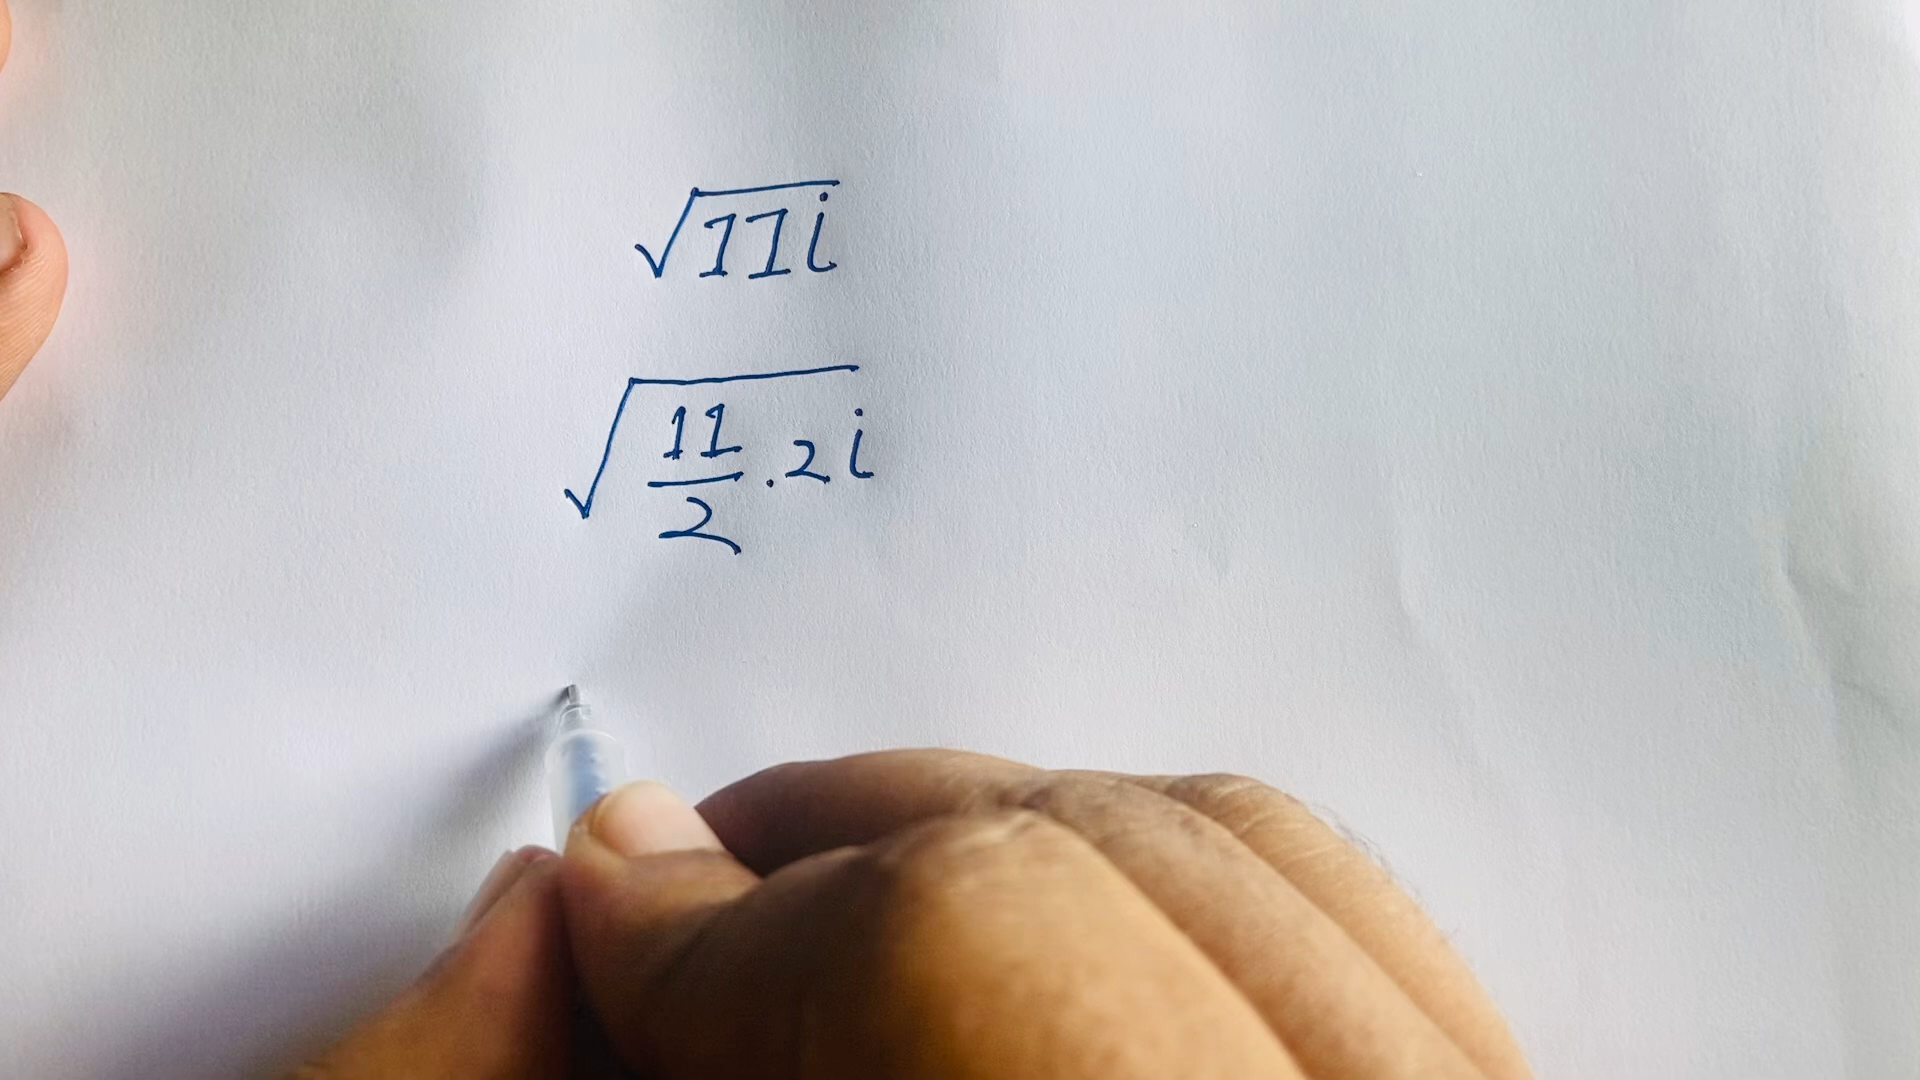 √11i
√11/2 . 2i